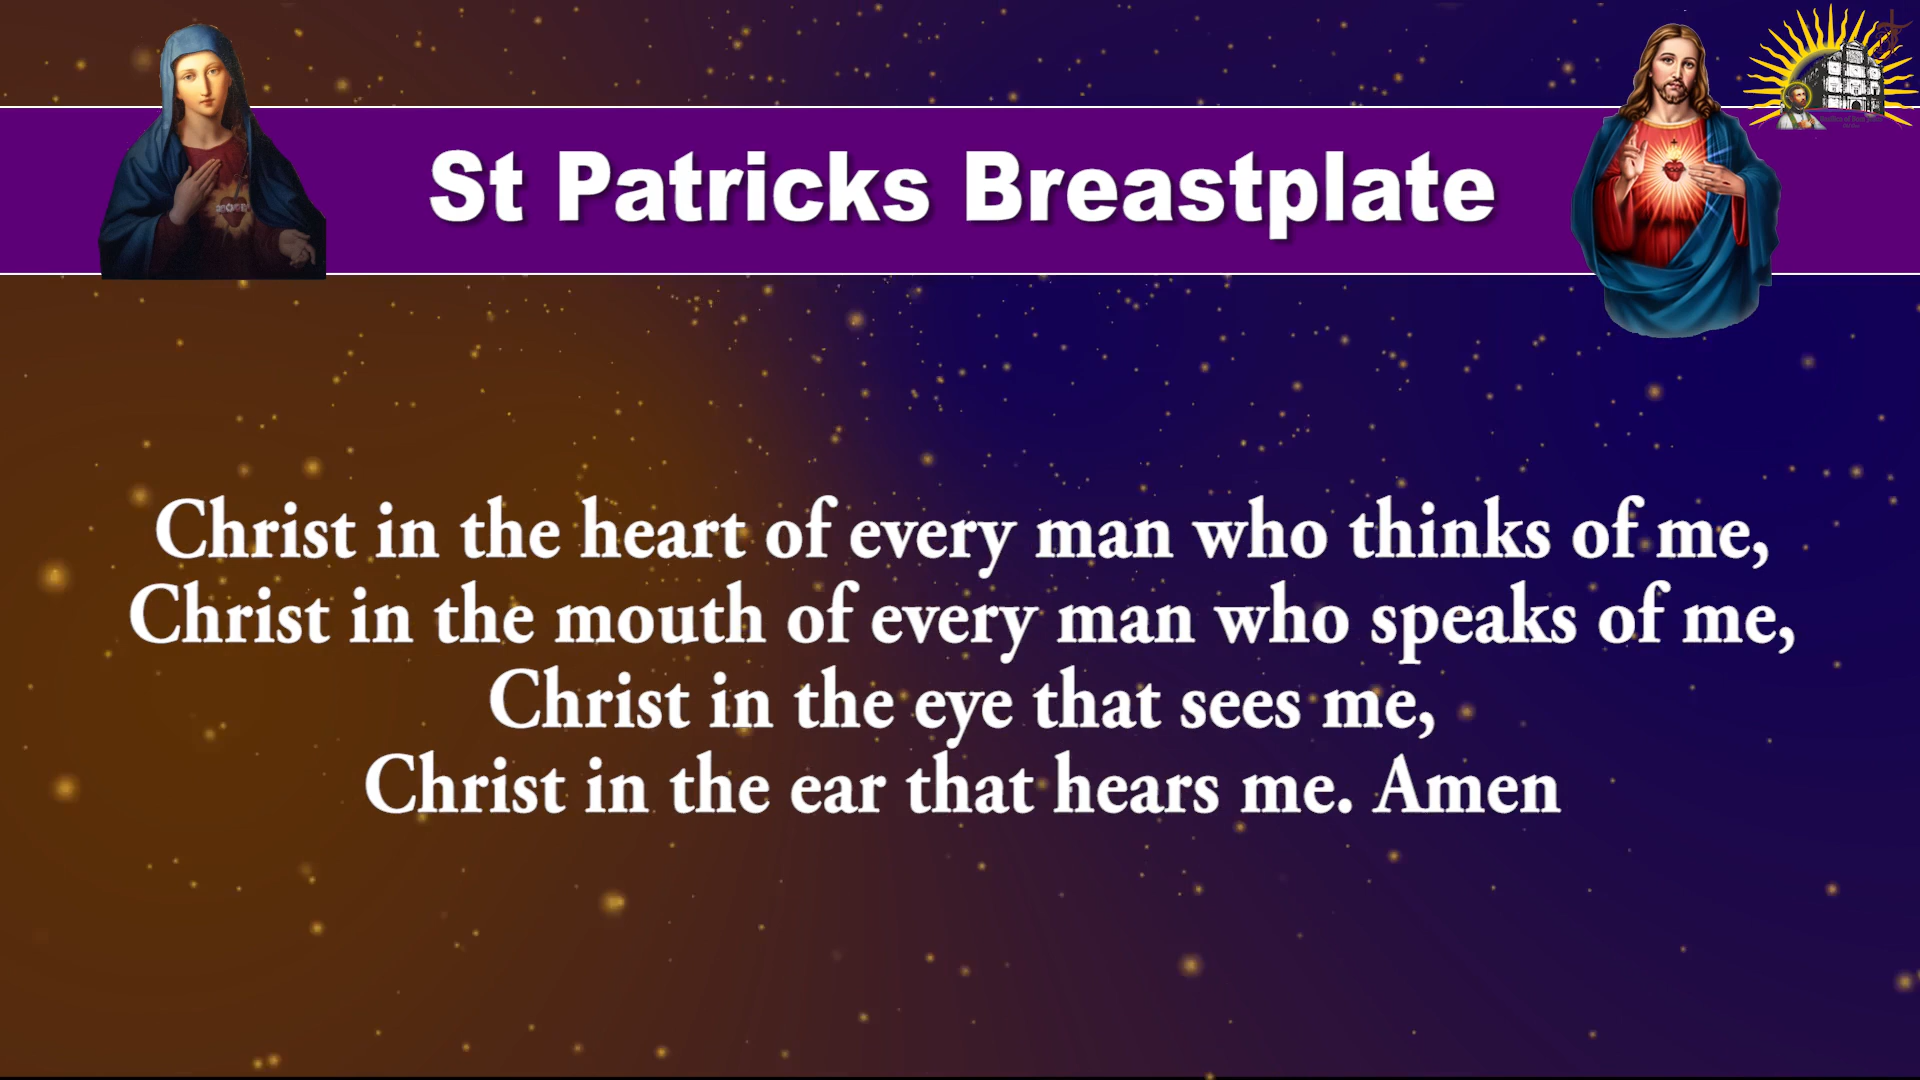 St Patricks Breastplate
Christ in the heart of every man who thinks of me,
Christ in the mouth of every man who speaks of me,
Christ in the eye that sees me,
Christ in the ear that hears me. Amen